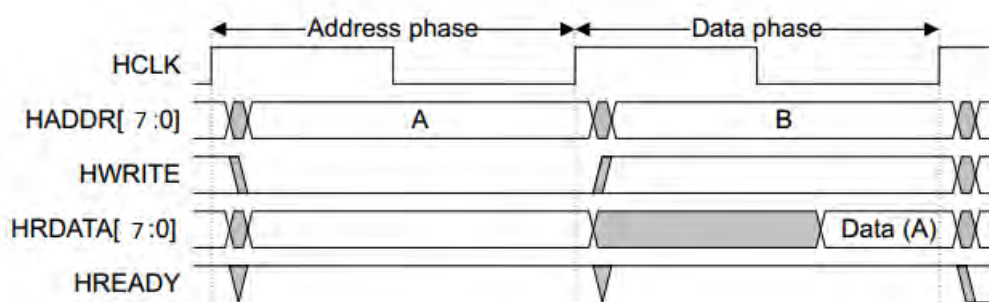 Address phase Data phase
HCLK
HADDR[ 7:0] A B
HWRITE
HRDATA[ 7:0] Data (A)
HREADY